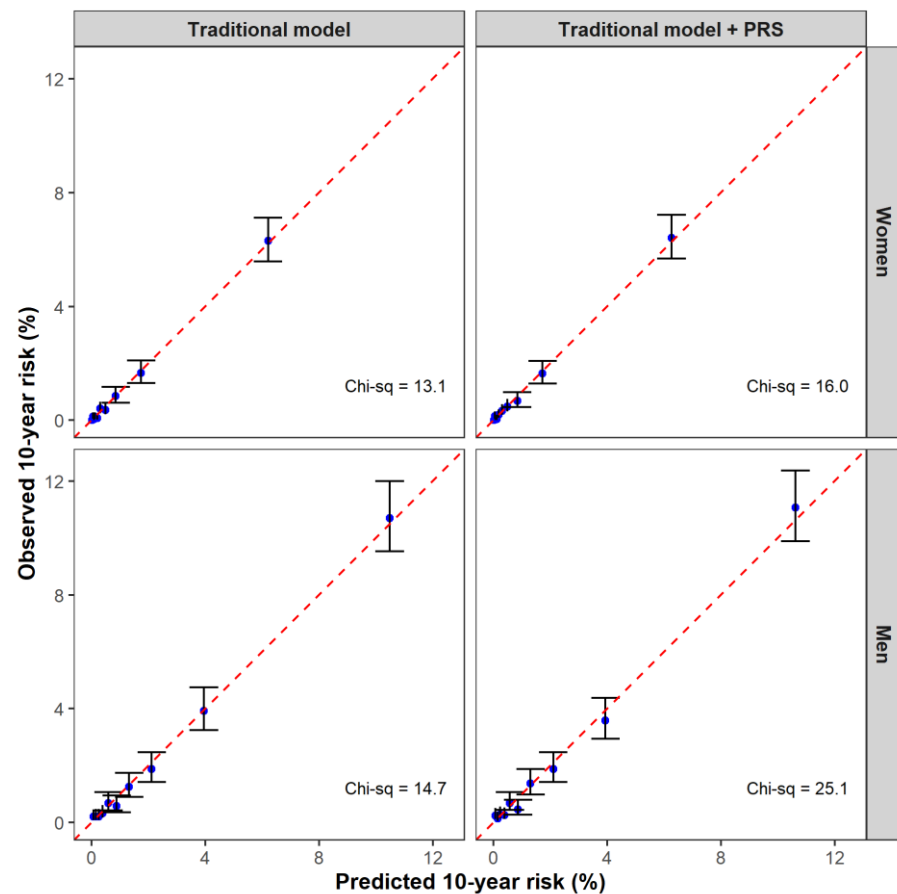 Traditional model
Traditional model + PRS
12
8
4
0
Chi-sq = 13.1
Chi-sq = 16.0
Women
12
8
4
0
Chi-sq = 14.7
Chi-sq = 25.1
Men
0
4
8
12
0
4
8
12
Observed 10-year risk (%)
Predicted 10-year risk (%)